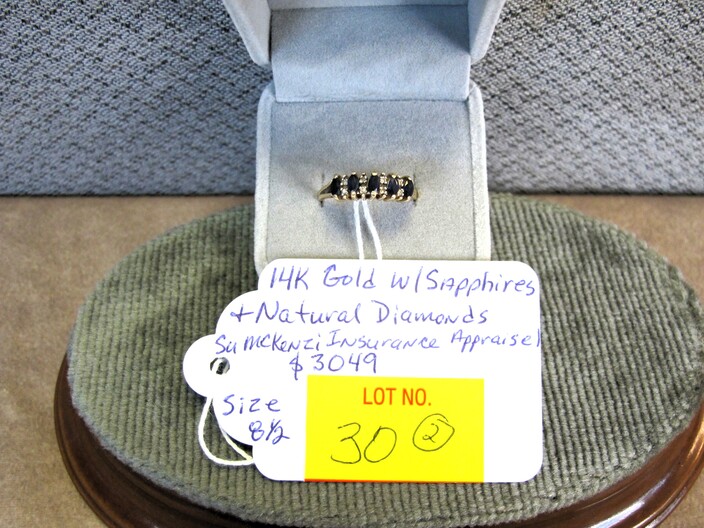 14K Gold w/Sapphires
+ Natural Diamonds
Su McKenzi Insurance Appraisel
$3049
Size
8½
LOT NO.
30 2